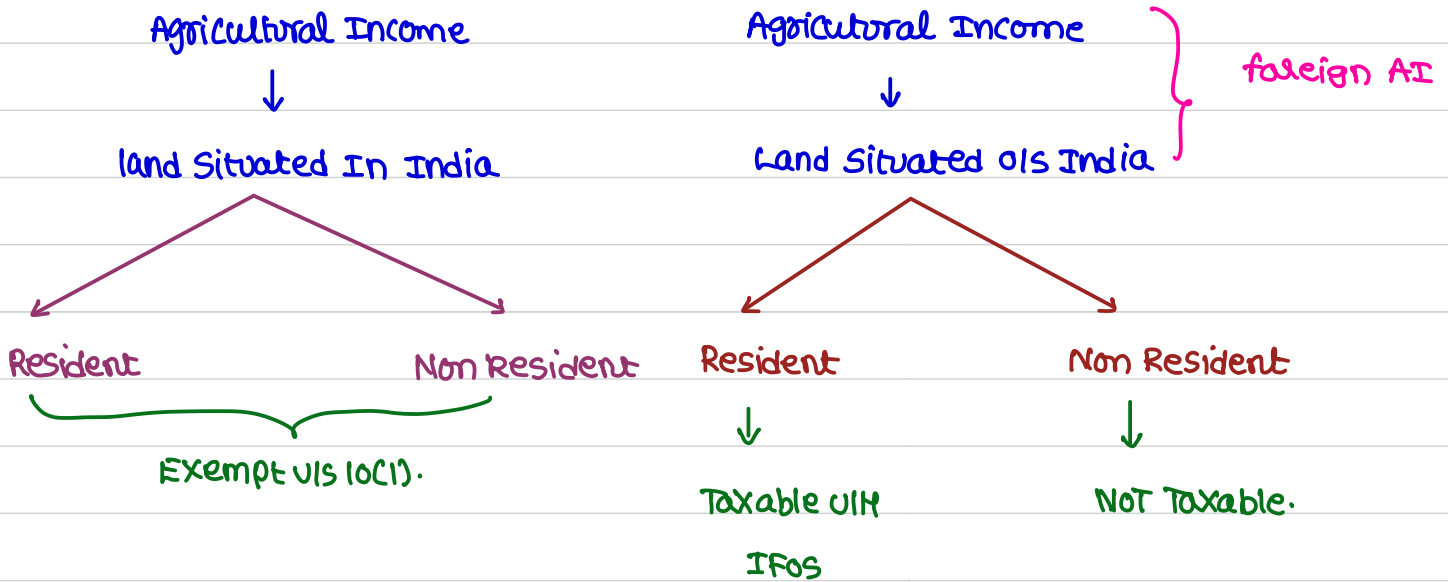 Agricultural Income
land Situated In India
Resident
Non Resident
Exempt U/S 10(1).
Agricutural Income
foreign AI
Land Situated O/S India
Resident
Non Resident
Taxable U/H
IFOS
NOT Taxable.